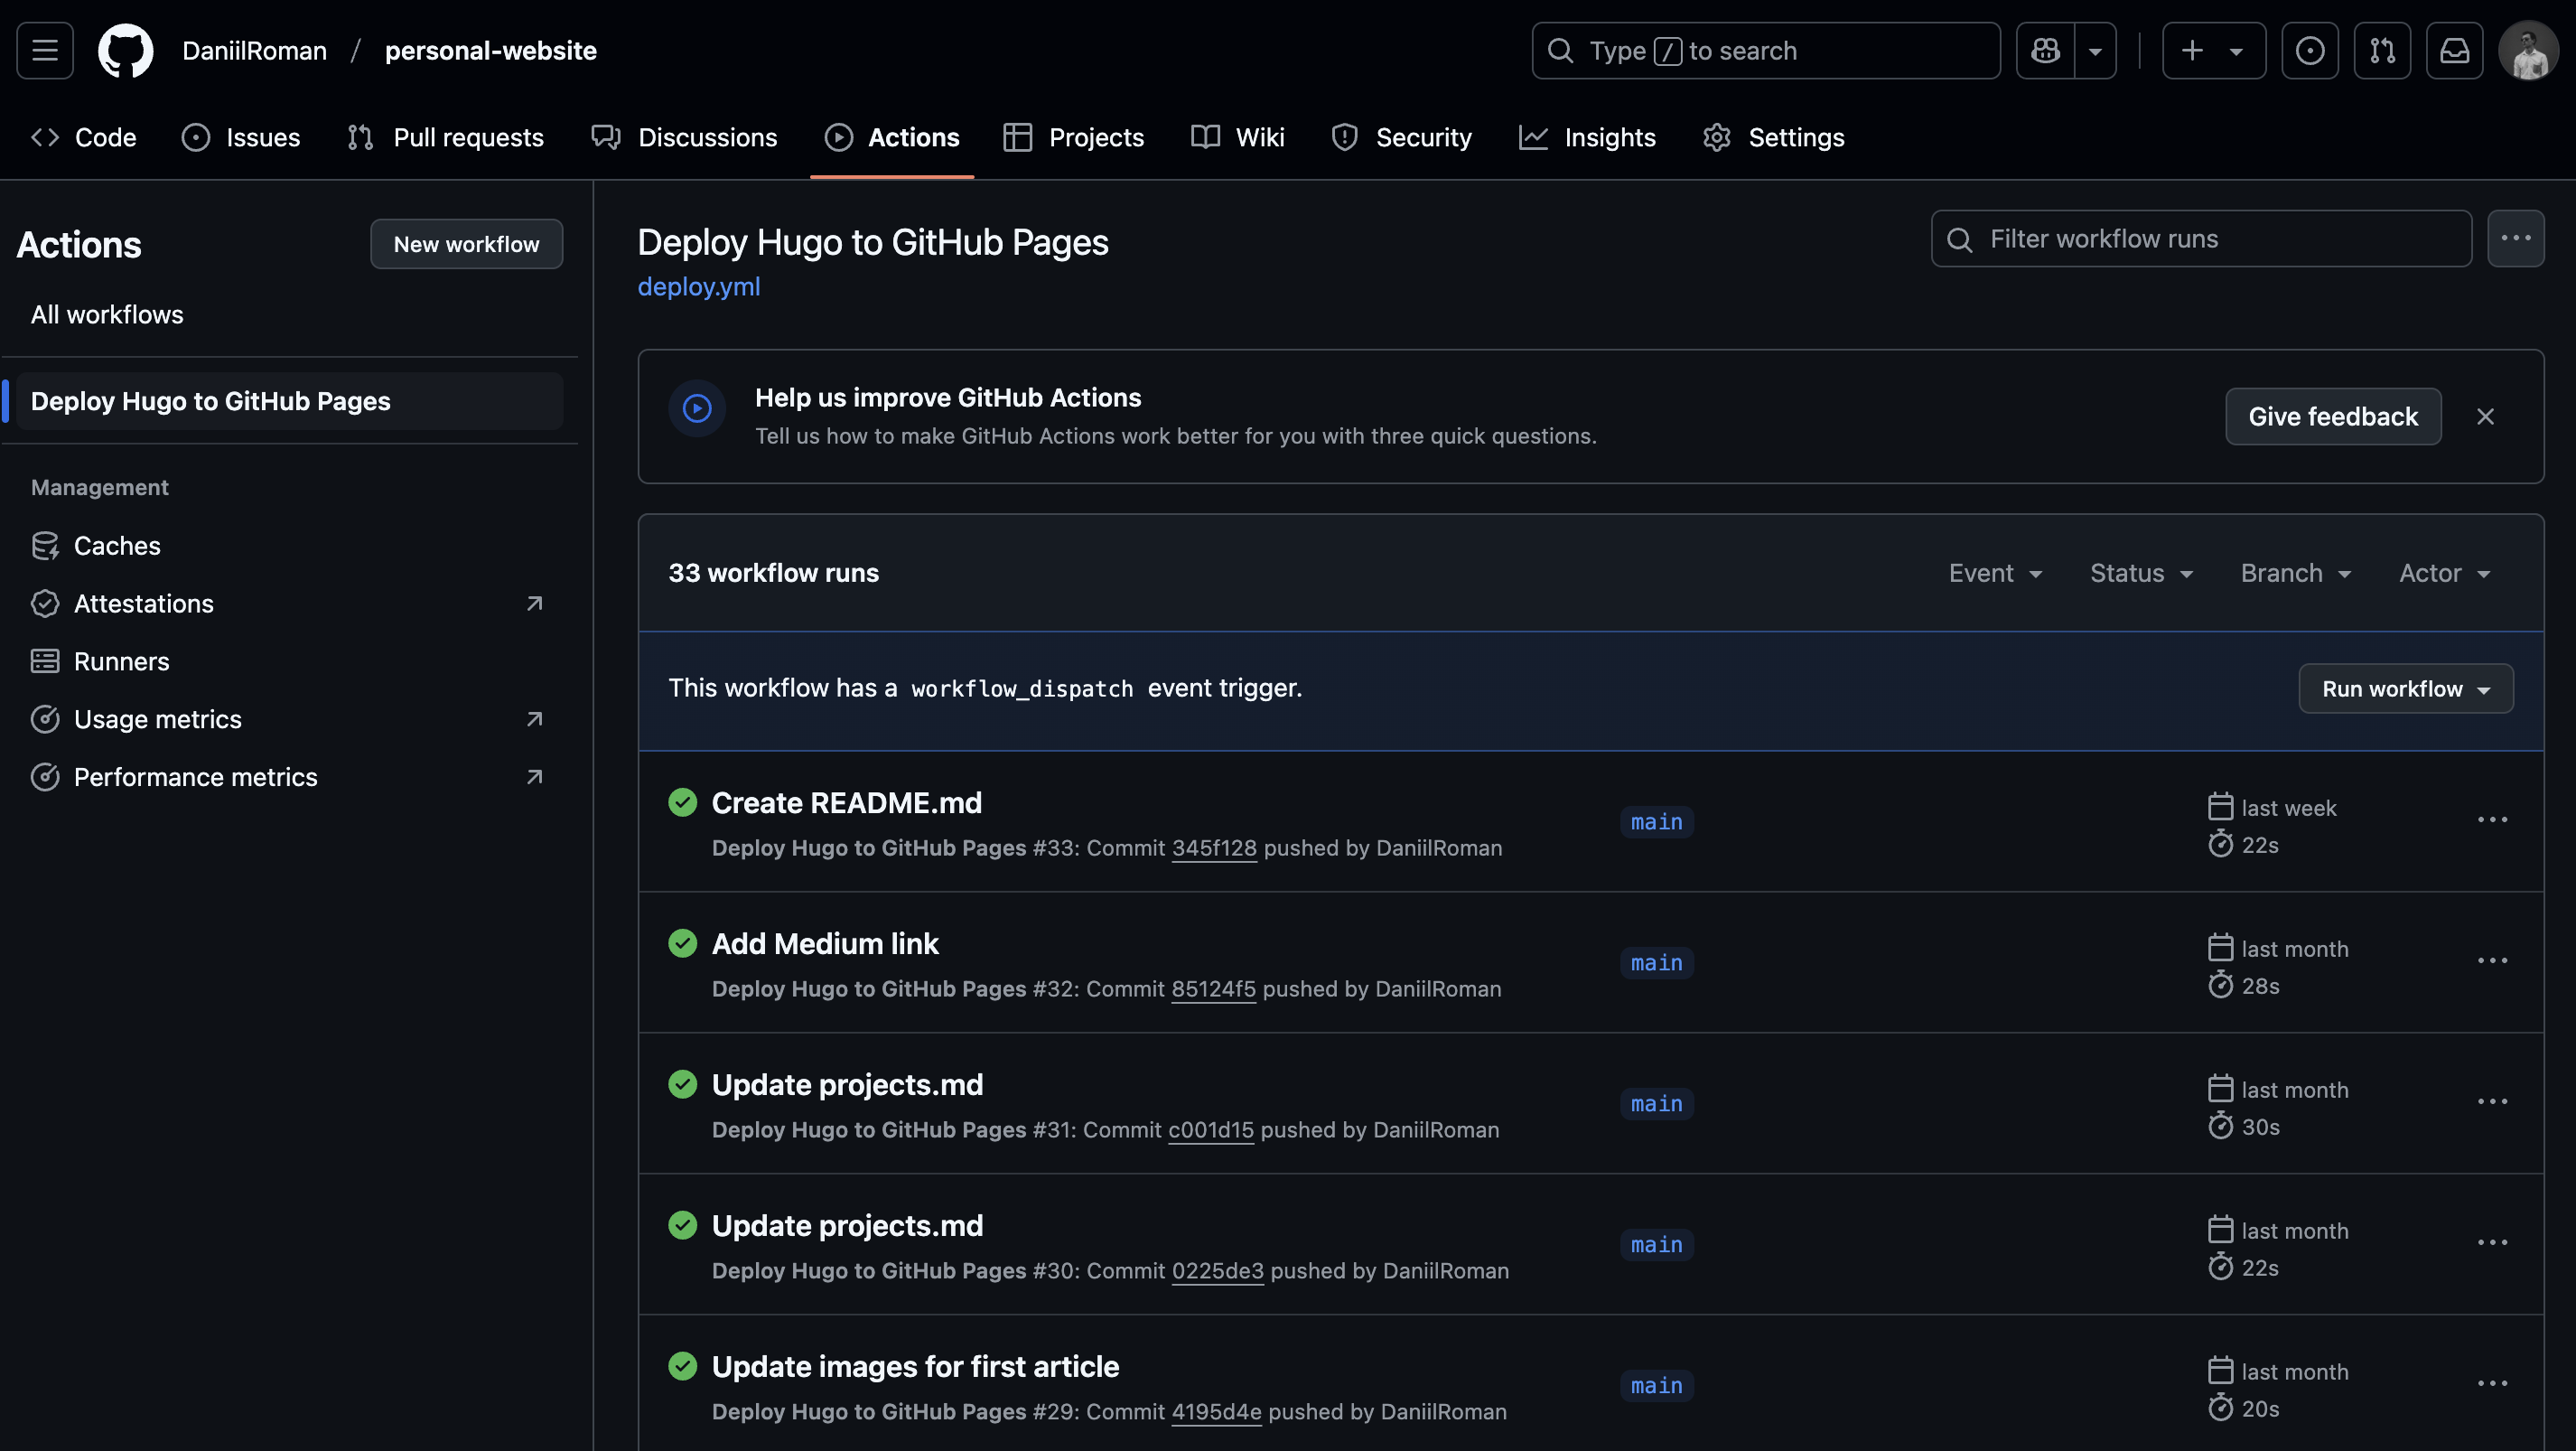 DaniilRoman / personal-website
Type / to search
Code
Issues
Pull requests
Discussions
Actions
Projects
Wiki
Security
Insights
Settings
Actions
New workflow
All workflows
Deploy Hugo to GitHub Pages
Management
Caches
Attestations
Runners
Usage metrics
Performance metrics
Deploy Hugo to GitHub Pages
deploy.yml
Filter workflow runs
Help us improve GitHub Actions
Tell us how to make GitHub Actions work better for you with three quick questions.
Give feedback
33 workflow runs
Event
Status
Branch
Actor
This workflow has a workflow_dispatch event trigger.
Run workflow
Create README.md
Deploy Hugo to GitHub Pages #33: Commit 345f128 pushed by DaniilRoman
main
last week
22s
Add Medium link
Deploy Hugo to GitHub Pages #32: Commit 85124f5 pushed by DaniilRoman
main
last month
28s
Update projects.md
Deploy Hugo to GitHub Pages #31: Commit c001d15 pushed by DaniilRoman
main
last month
30s
Update projects.md
Deploy Hugo to GitHub Pages #30: Commit 0225de3 pushed by DaniilRoman
main
last month
22s
Update images for first article
Deploy Hugo to GitHub Pages #29: Commit 4195d4e pushed by DaniilRoman
main
last month
20s